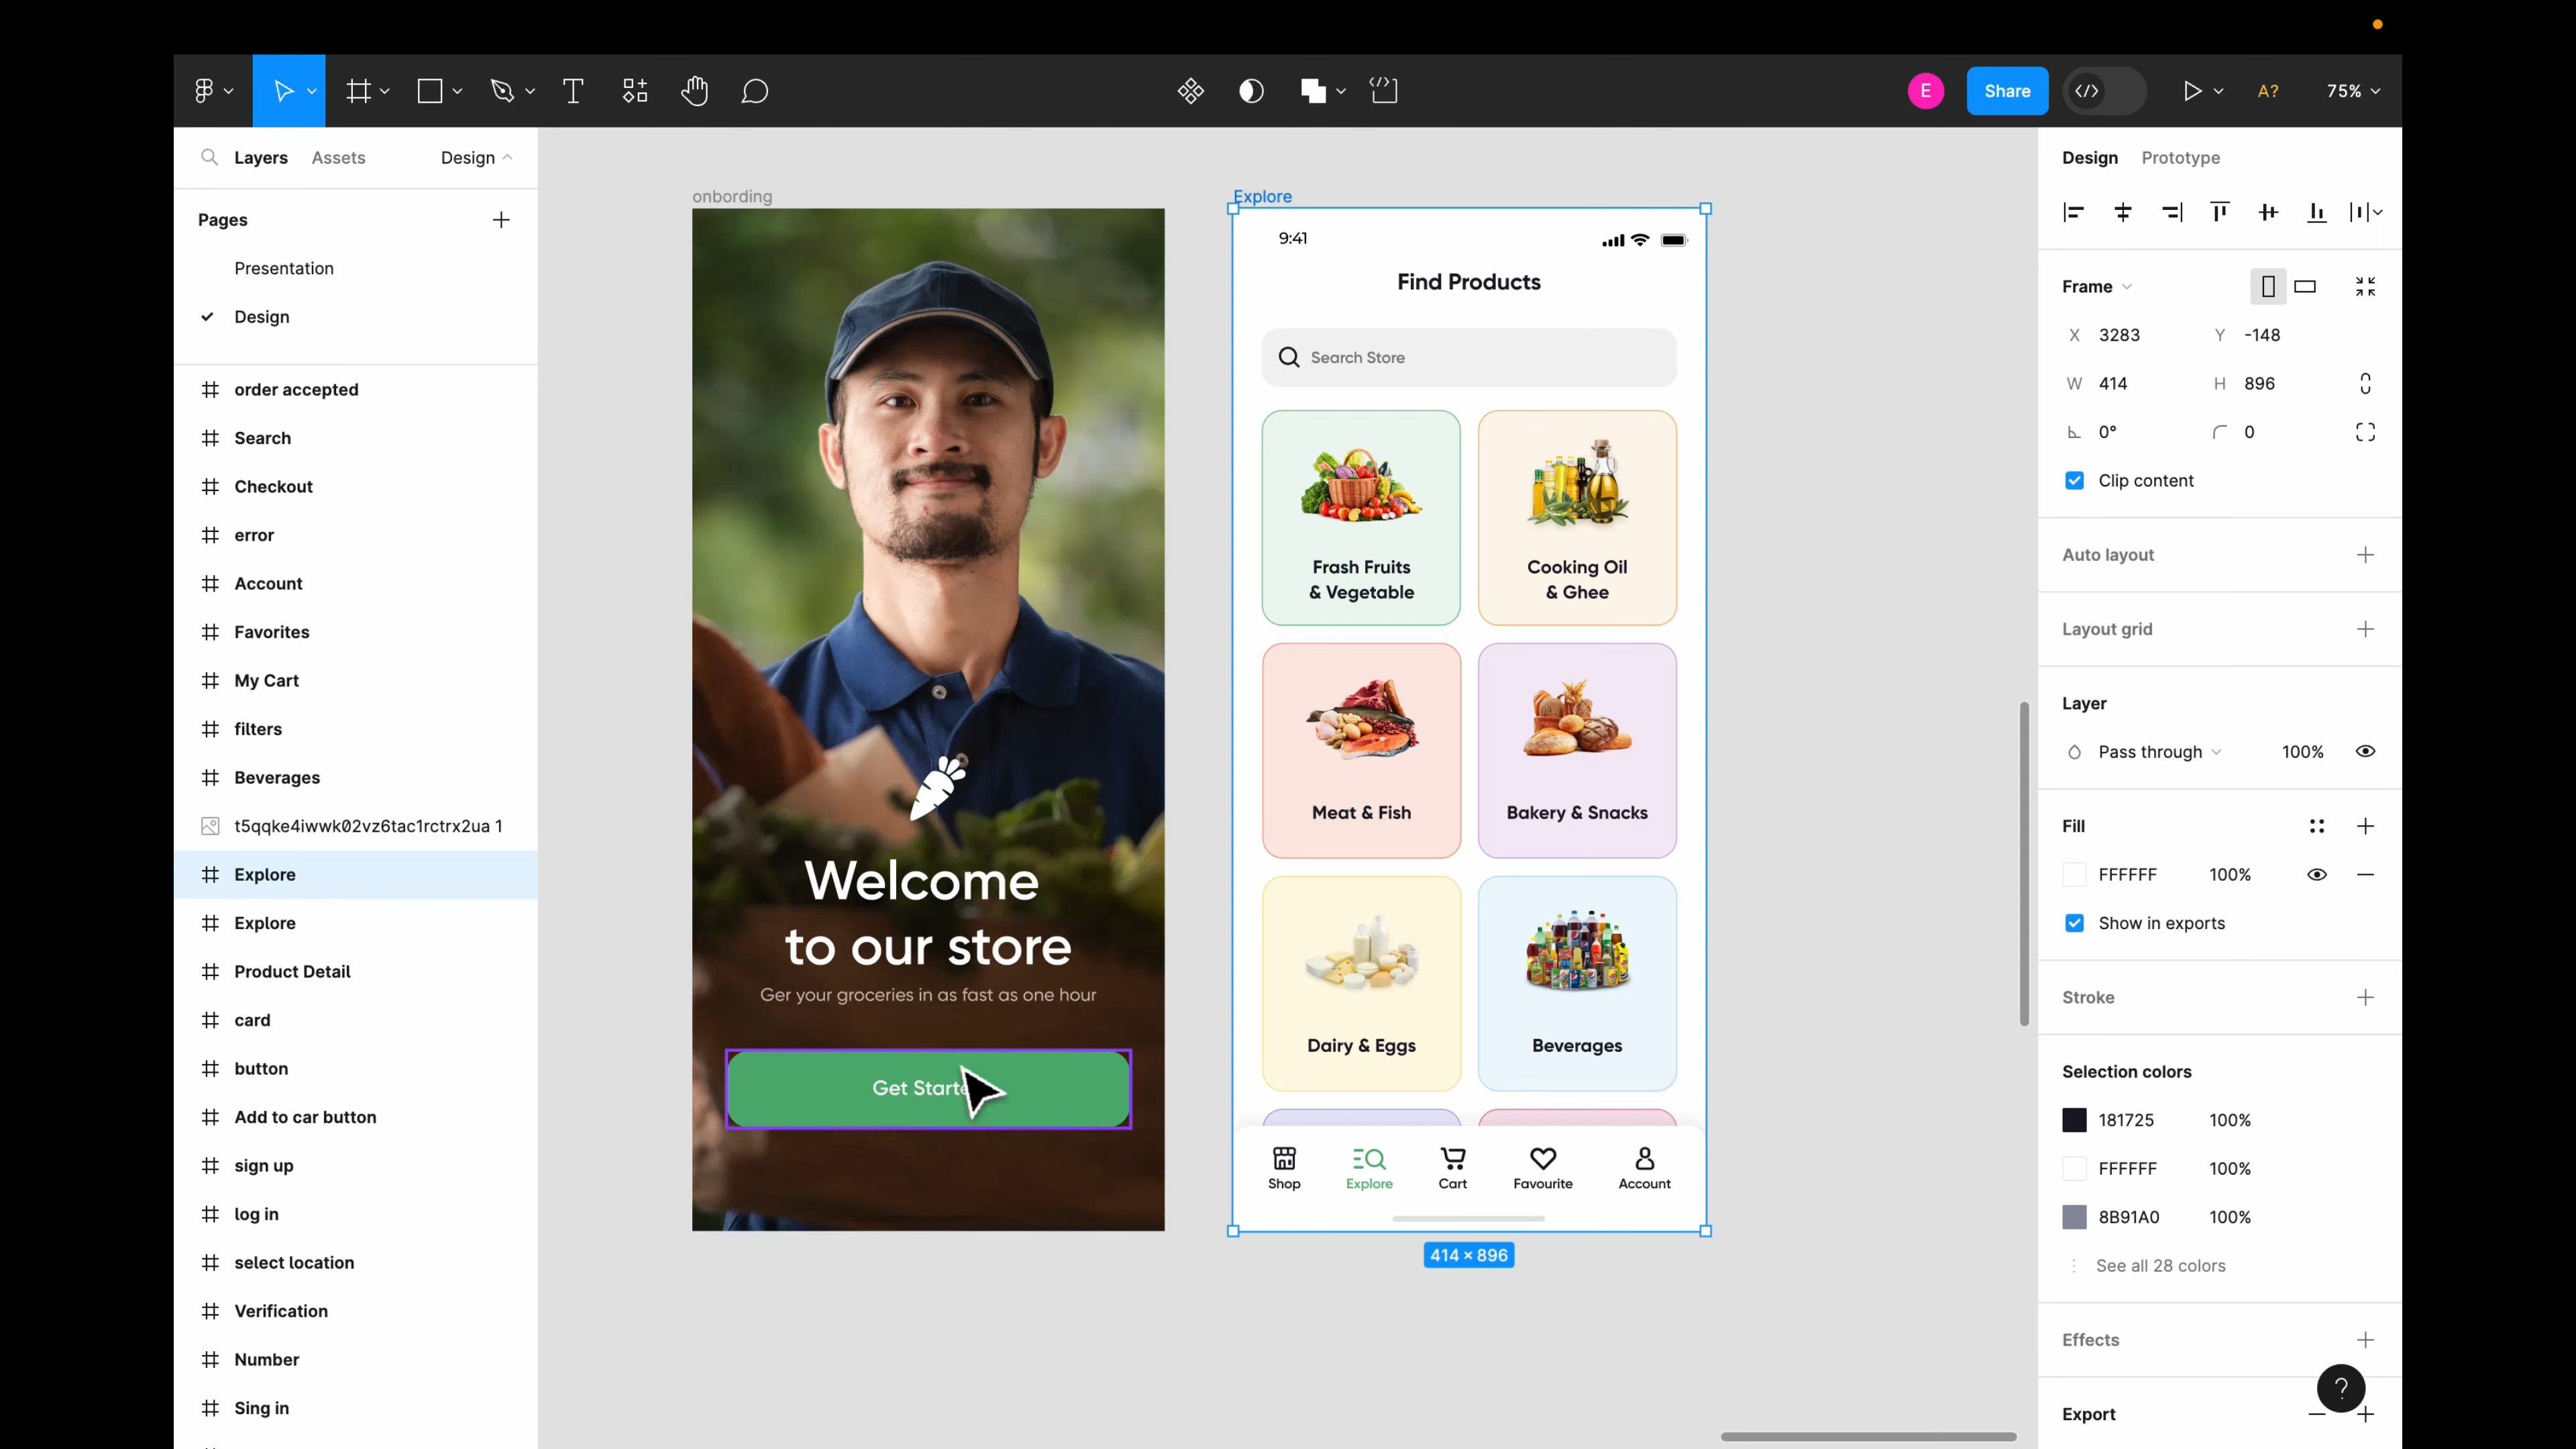 E
Share
A?
75%
Layers
Assets
Design
Pages
Presentation
Design
order accepted
Search
Checkout
error
Account
Favorites
My Cart
filters
Beverages
t5qqke4iwwk02vz6tac1rctrx2ua 1
Explore
Explore
Product Detail
card
button
Add to car button
sign up
log in
select location
Verification
Number
Sing in
onbording
Welcome
to our store
Ger your groceries in as fast as one hour
Get Starte
Explore
9:41
Find Products
Search Store
Frash Fruits
& Vegetable
Cooking Oil
& Ghee
Meat & Fish
Bakery & Snacks
Dairy & Eggs
Beverages
Shop
Explore
Cart
Favourite
Account
414 × 896
Design
Prototype
Frame
X 3283
Y -148
W 414
H 896
0°
0
Clip content
Auto layout
Layout grid
Layer
Pass through
100%
Fill
FFFFFF
100%
Show in exports
Stroke
Selection colors
181725
100%
FFFFFF
100%
8B91A0
100%
See all 28 colors
Effects
?
Export